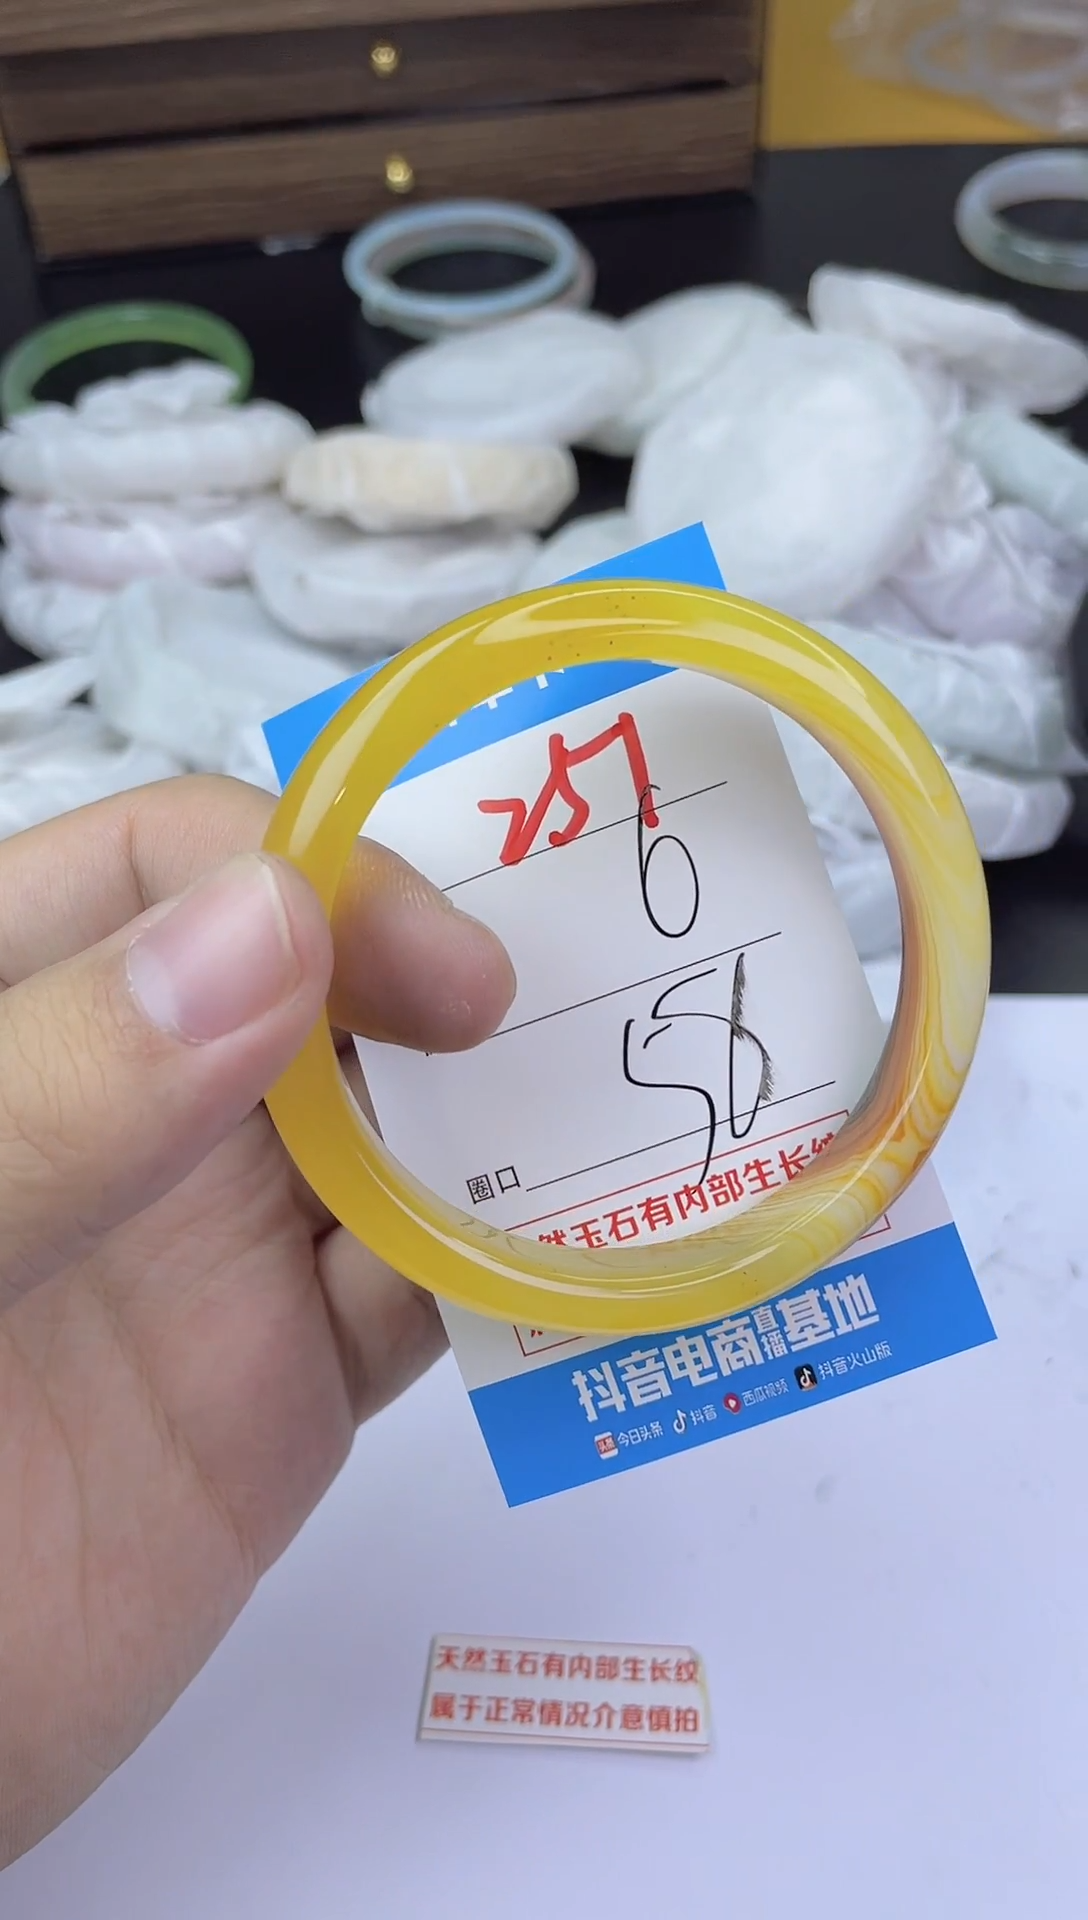 257
6
56
圈口
然玉石有内部生长纹
抖音电商直播基地
今日头条 抖音 西瓜视频 抖音火山版
天然玉石有内部生长纹
属于正常情况介意慎拍